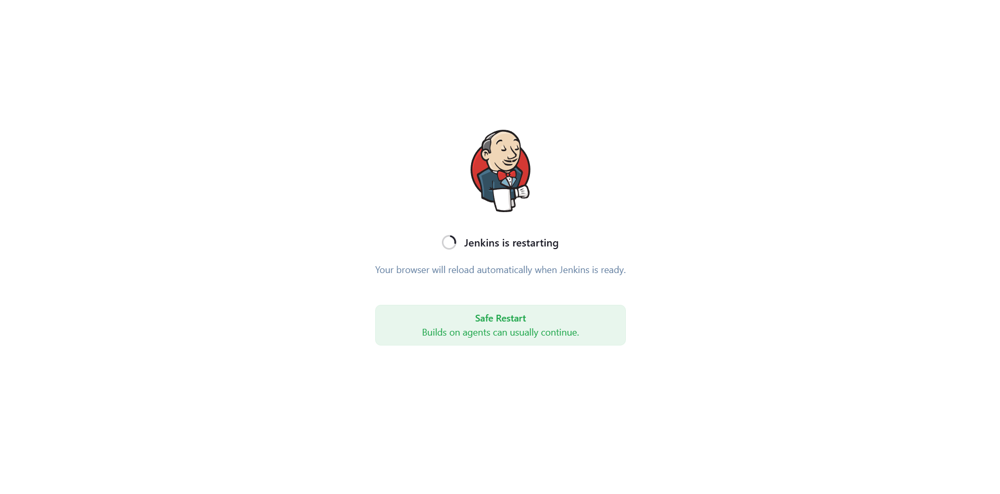 Jenkins is restarting
Your browser will reload automatically when Jenkins is ready.
Safe Restart
Builds on agents can usually continue.